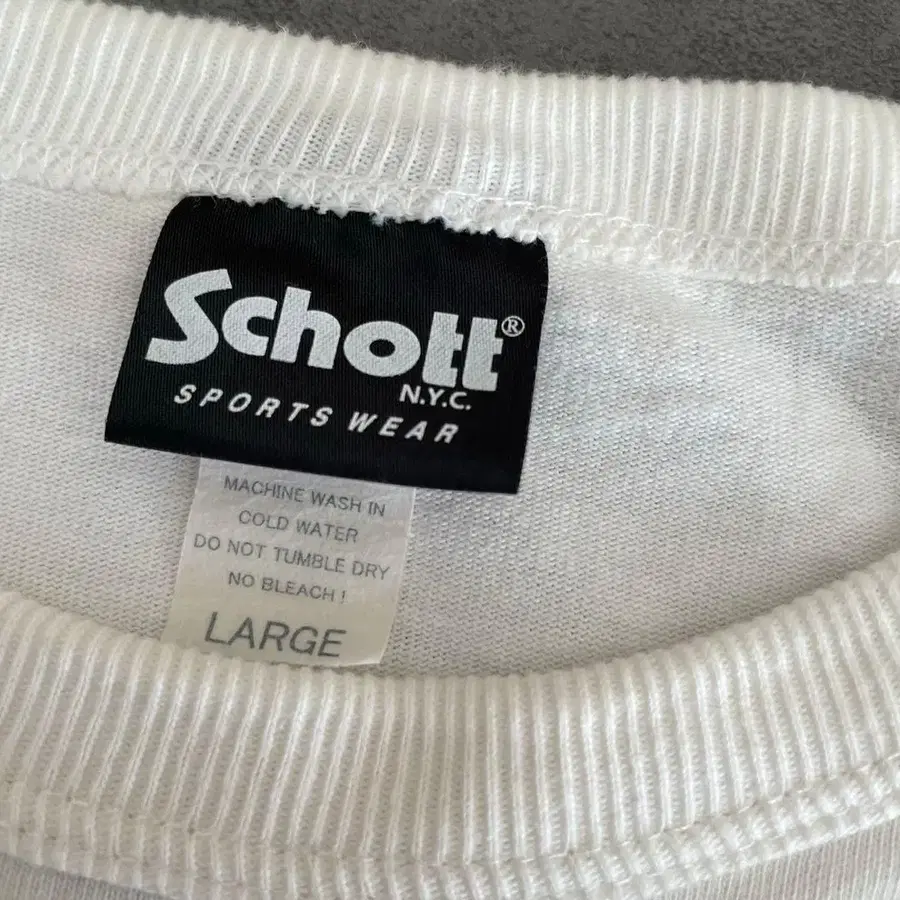 Schott®
N.Y.C.
SPORTS WEAR
MACHINE WASH IN
COLD WATER
DO NOT TUMBLE DRY
NO BLEACH !
LARGE